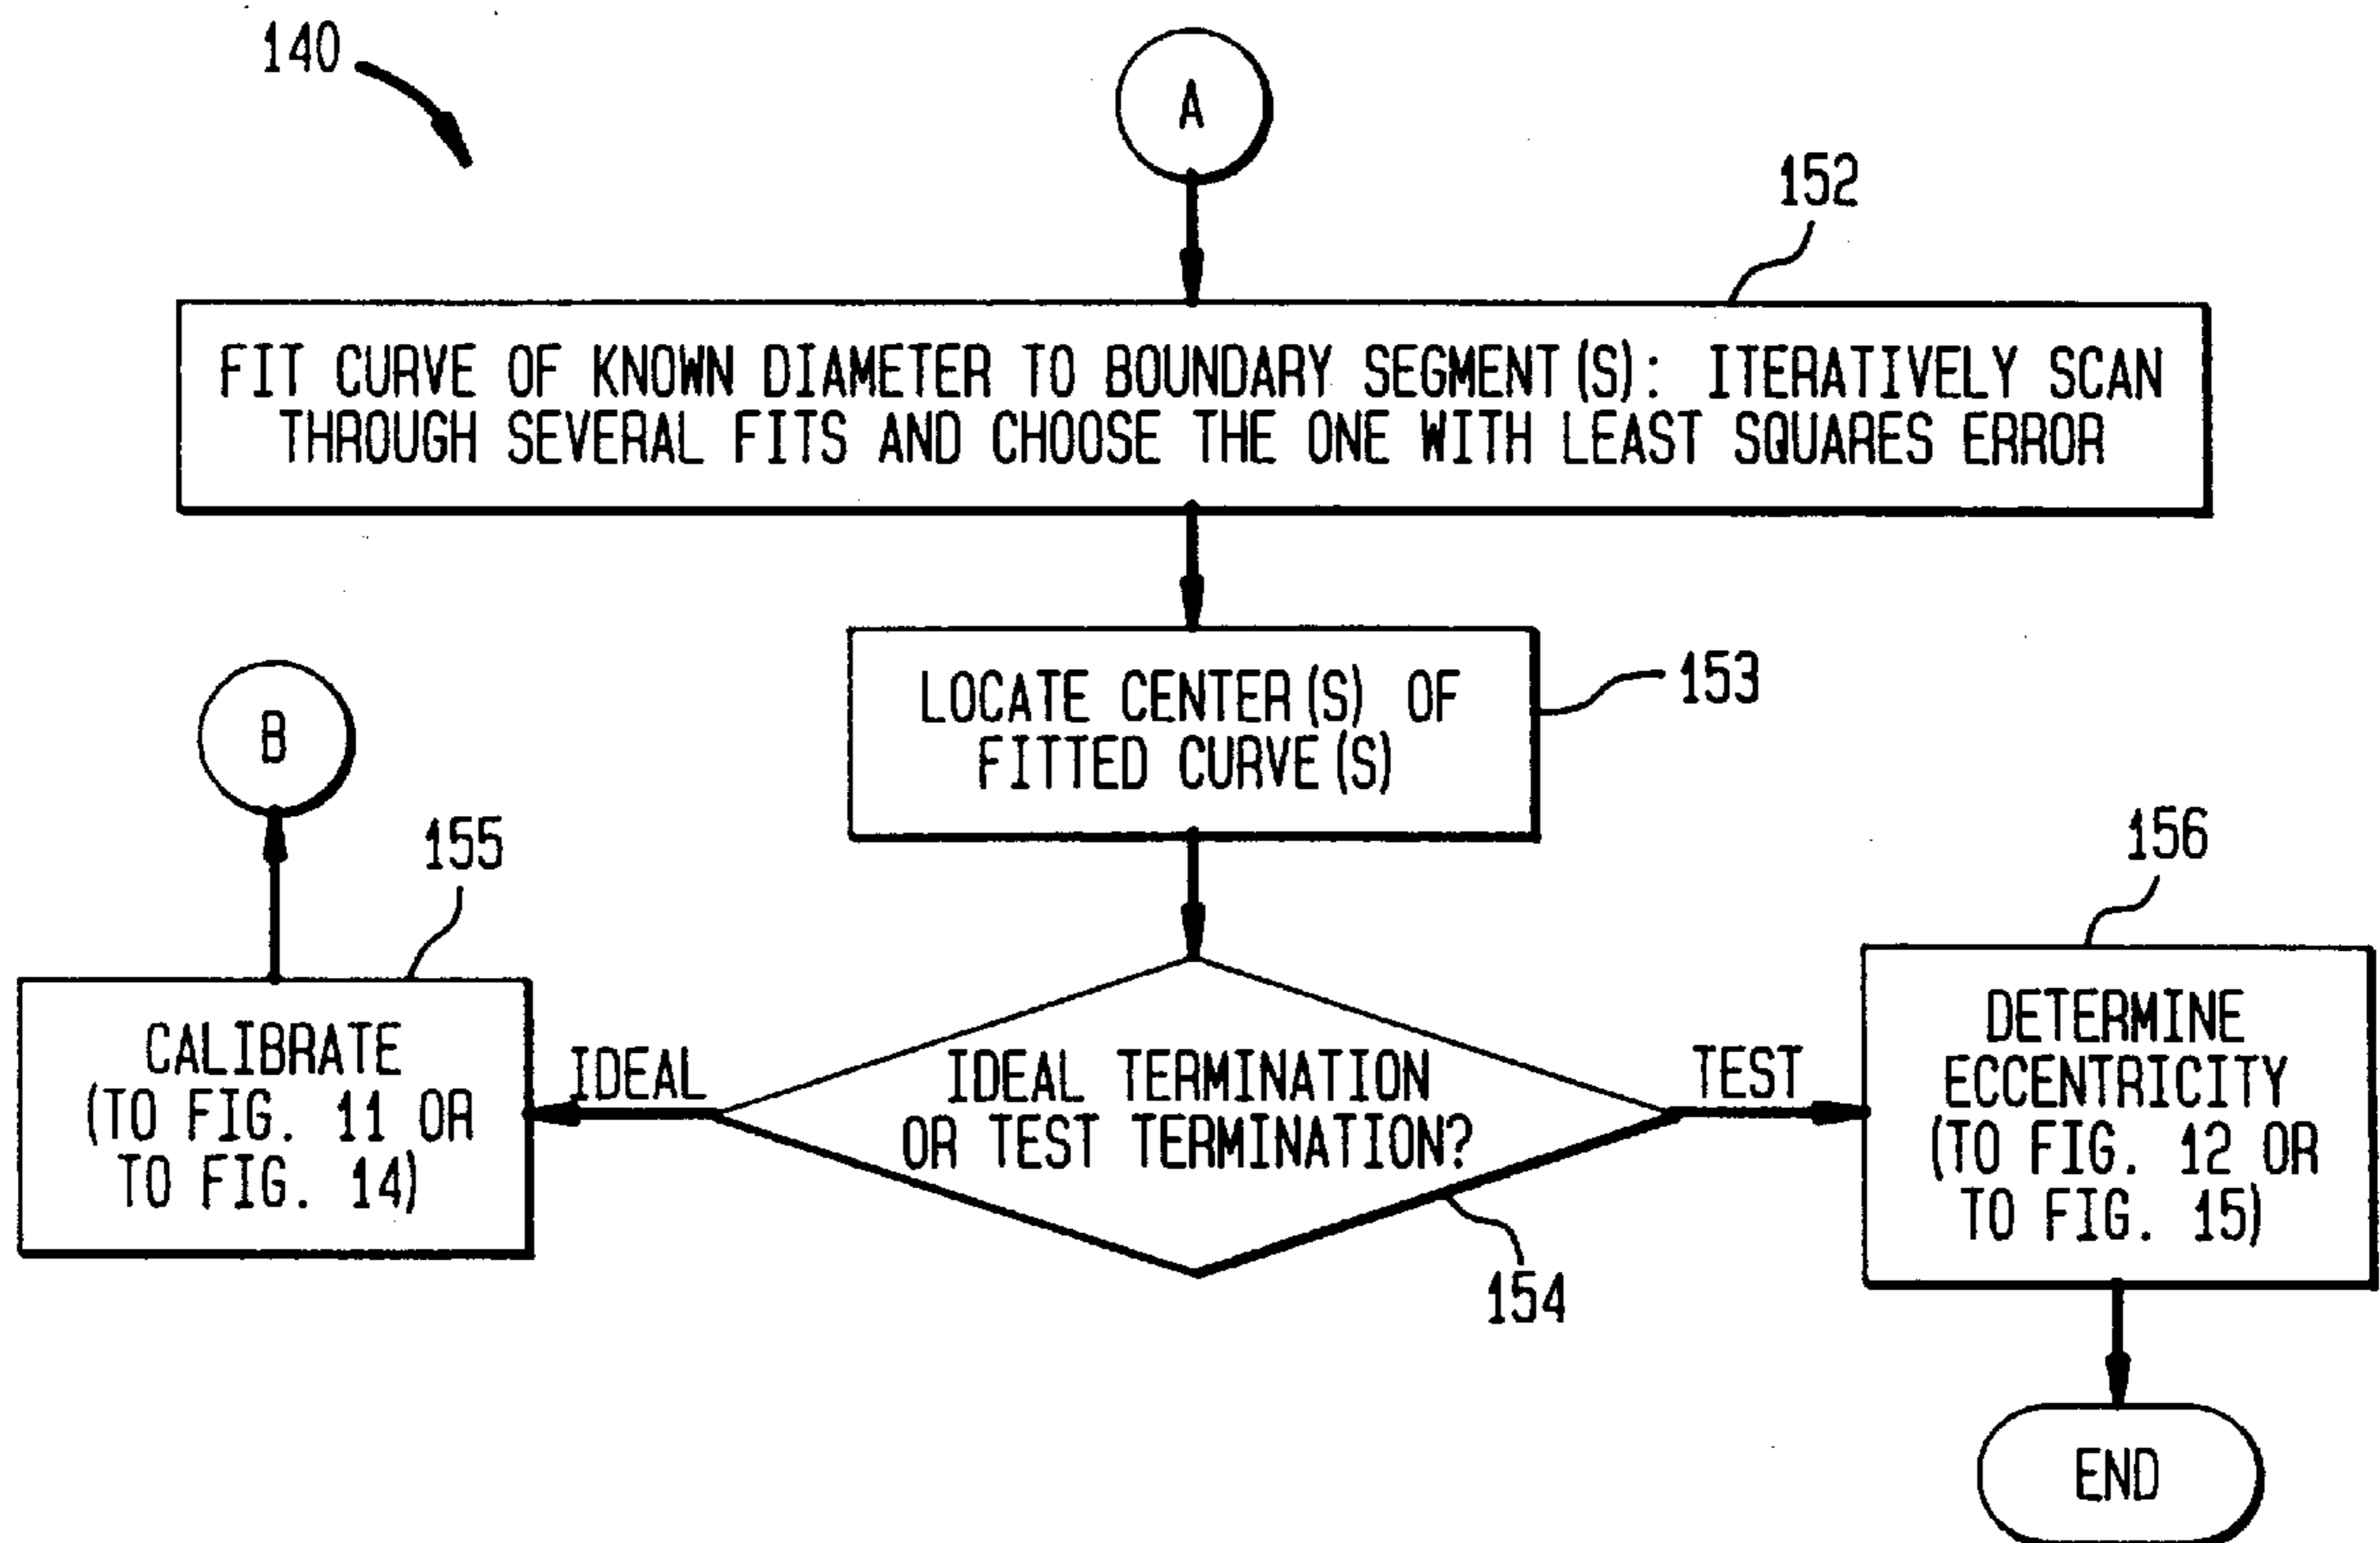 140
A
152
FIT CURVE OF KNOWN DIAMETER TO BOUNDARY SEGMENT(S): ITERATIVELY SCAN
THROUGH SEVERAL FITS AND CHOOSE THE ONE WITH LEAST SQUARES ERROR
LOCATE CENTER(S) OF
FITTED CURVE(S)
153
B
155
CALIBRATE
(TO FIG. 11 OR
TO FIG. 14)
IDEAL
IDEAL TERMINATION
OR TEST TERMINATION?
154
TEST
156
DETERMINE
ECCENTRICITY
(TO FIG. 12 OR
TO FIG. 15)
END